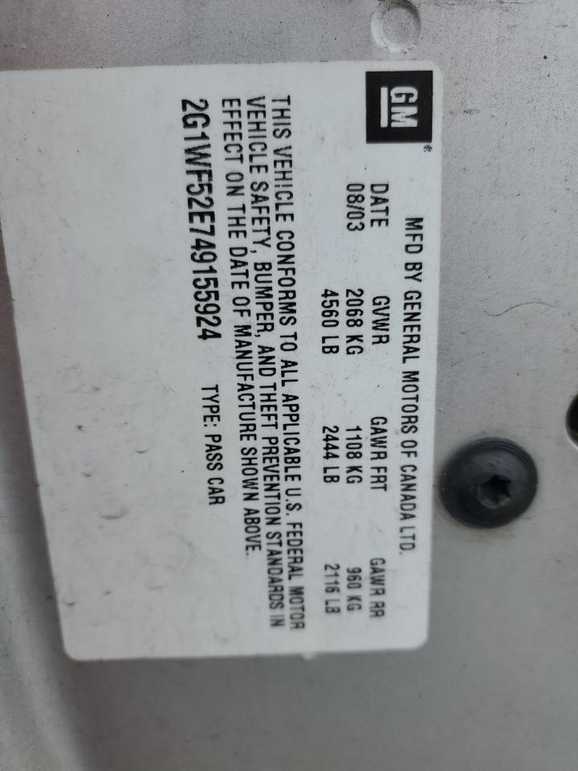 GM
MFD BY GENERAL MOTORS OF CANADA LTD.
DATE GVWR GAWR FRT GAWR RR
08/03 2068 KG 1108 KG 960 KG
4560 LB 2444 LB 2116 LB
THIS VEHICLE CONFORMS TO ALL APPLICABLE U.S. FEDERAL MOTOR
VEHICLE SAFETY, BUMPER, AND THEFT PREVENTION STANDARDS IN
EFFECT ON THE DATE OF MANUFACTURE SHOWN ABOVE.
2G1WF52E749155924 TYPE: PASS CAR